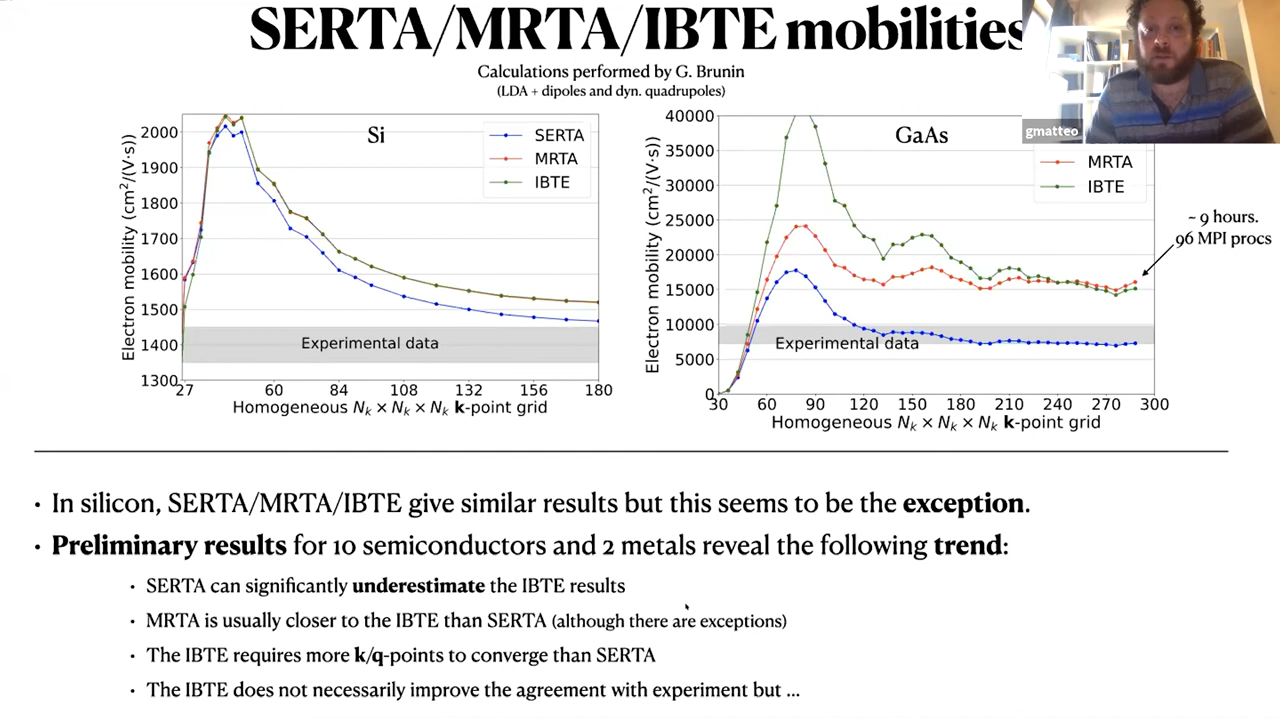 SERTA/MRTA/IBTE mobilities
Calculations performed by G. Brunin
(LDA + dipoles and dyn. quadrupoles)
gmatteo
Si
SERTA
MRTA
IBTE
Electron mobility (cm²/(V·s))
2000
1900
1800
1700
1600
1500
1400
1300
Experimental data
27 60 84 108 132 156 180
Homogeneous Nₖ × Nₖ × Nₖ k-point grid
GaAs
MRTA
IBTE
Electron mobility (cm²/(V·s))
40000
35000
30000
25000
20000
15000
10000
5000
0
Experimental data
30 60 90 120 150 180 210 240 270 300
Homogeneous Nₖ × Nₖ × Nₖ k-point grid
~ 9 hours.
96 MPI procs
• In silicon, SERTA/MRTA/IBTE give similar results but this seems to be the exception.
• Preliminary results for 10 semiconductors and 2 metals reveal the following trend:
• SERTA can significantly underestimate the IBTE results
• MRTA is usually closer to the IBTE than SERTA (although there are exceptions)
• The IBTE requires more k/q-points to converge than SERTA
• The IBTE does not necessarily improve the agreement with experiment but ...